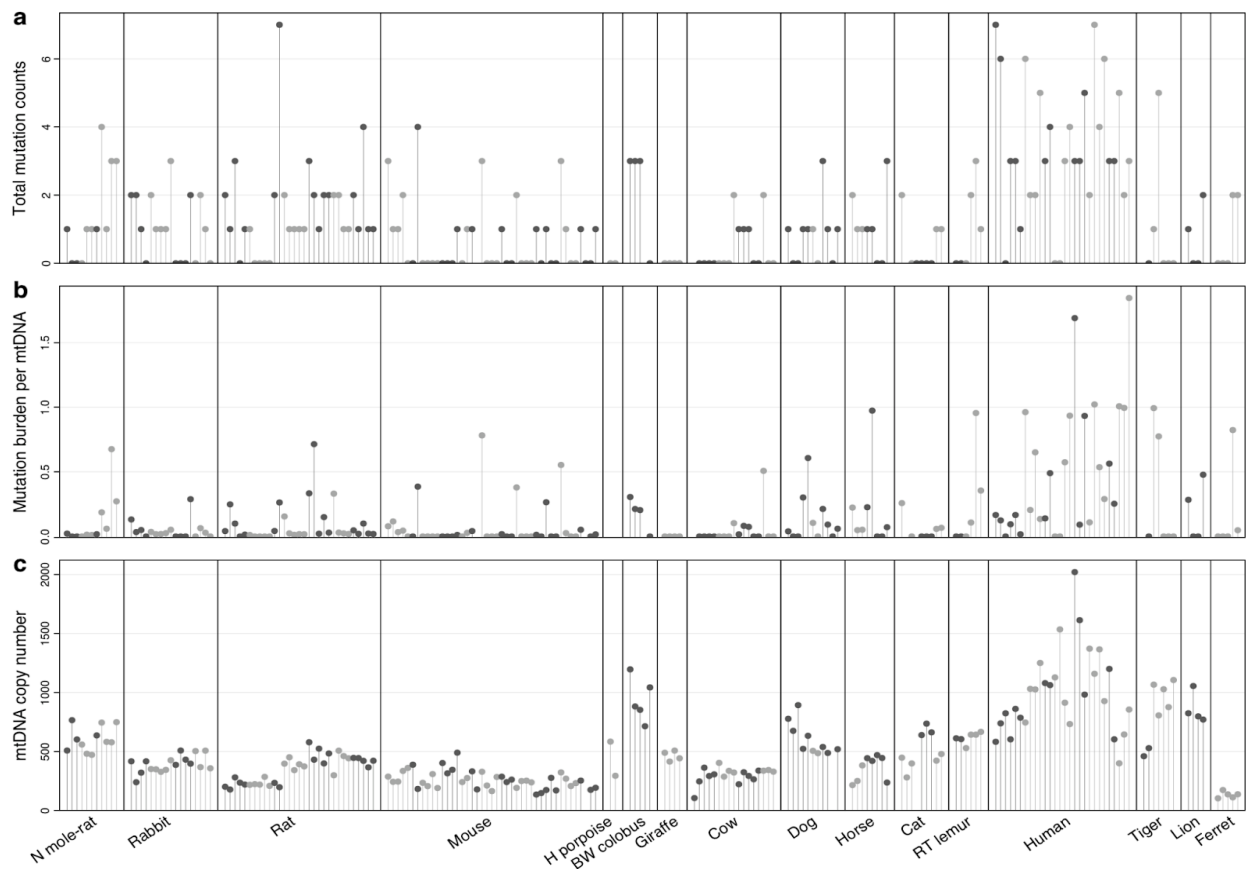 a
Total mutation counts
6
4
2
0
b
Mutation burden per mtDNA
1.5
1.0
0.5
0.0
c
mtDNA copy number
2000
1500
1000
500
0
N mole-rat
Rabbit
Rat
Mouse
H porpoise
BW colobus
Giraffe
Cow
Dog
Horse
Cat
RT lemur
Human
Tiger
Lion
Ferret